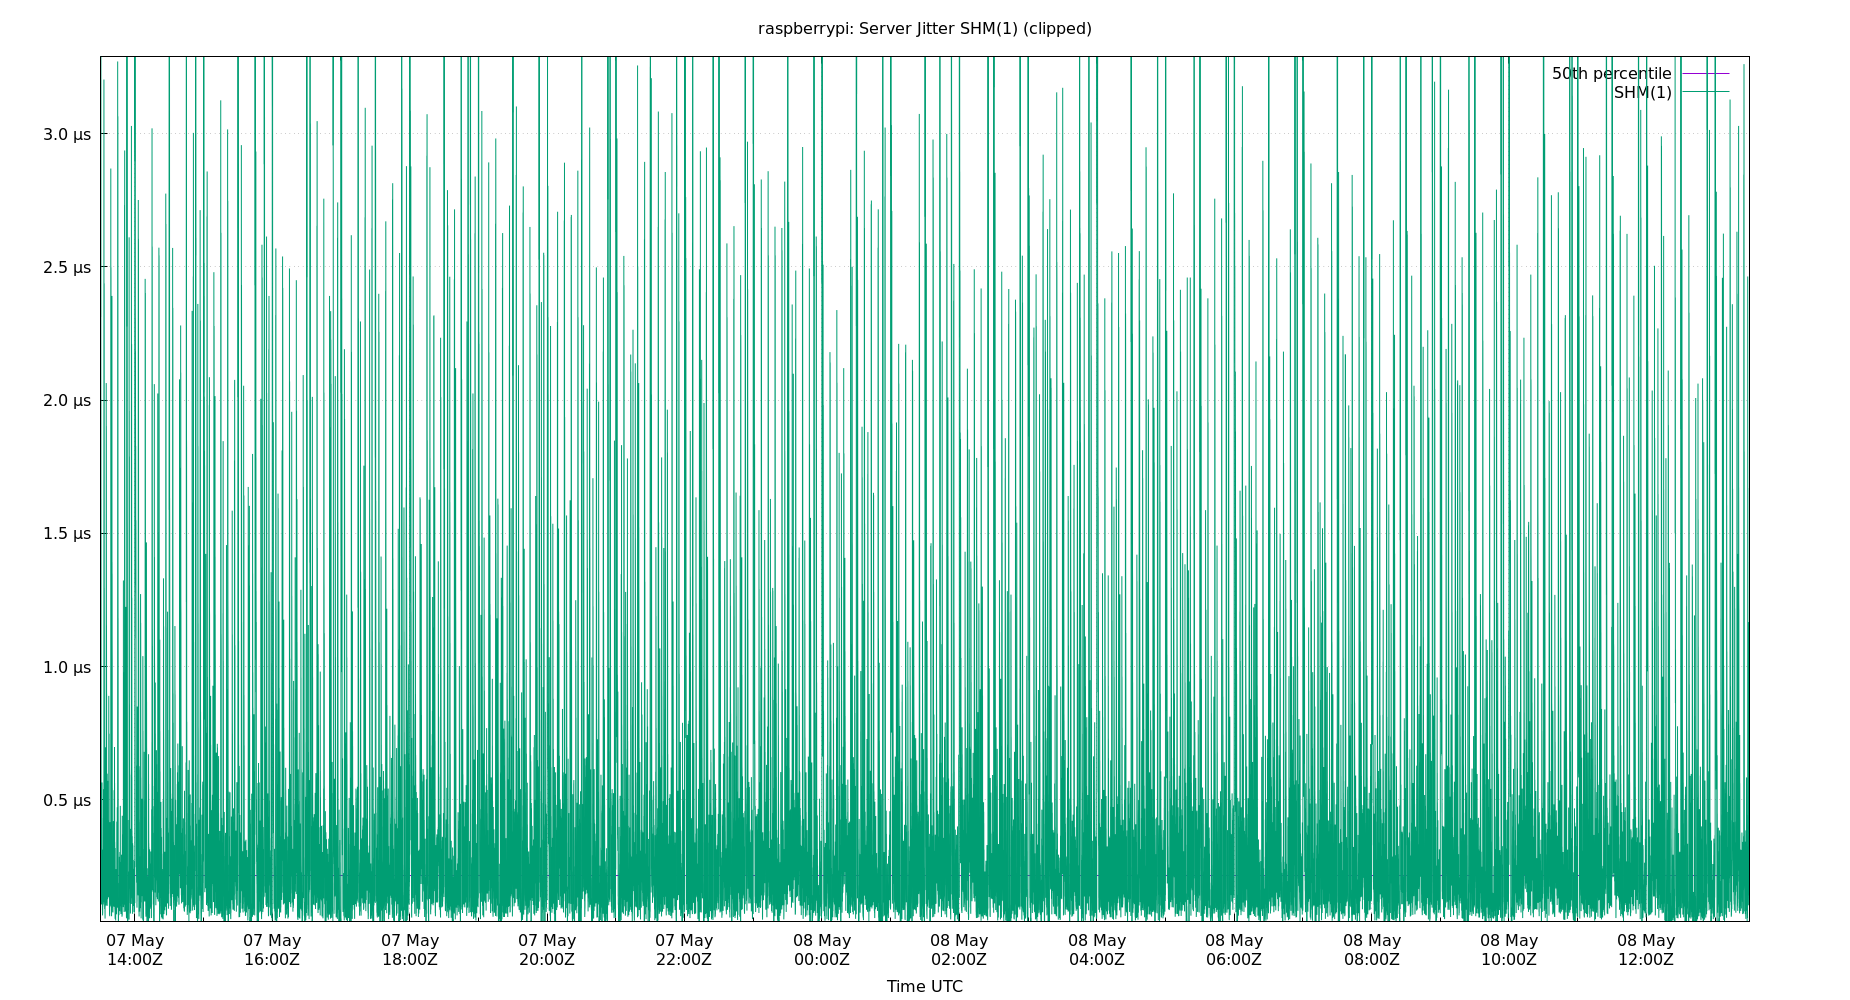 raspberrypi: Server Jitter SHM(1) (clipped)
50th percentile
SHM(1)
3.0 µs
2.5 µs
2.0 µs
1.5 µs
1.0 µs
0.5 µs
07 May 07 May 07 May 07 May 07 May 08 May 08 May 08 May 08 May 08 May 08 May 08 May
14:00Z 16:00Z 18:00Z 20:00Z 22:00Z 00:00Z 02:00Z 04:00Z 06:00Z 08:00Z 10:00Z 12:00Z
Time UTC